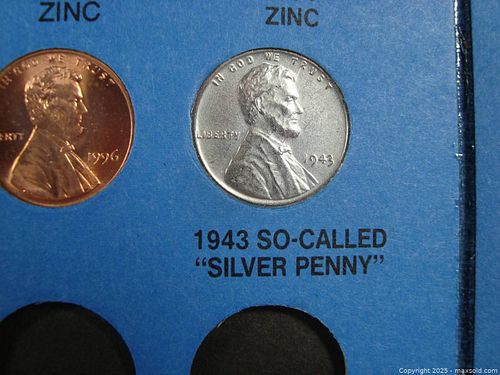 ZINC
ZINC
IN GOD WE TRUST
LIBERTY
1996
IN GOD WE TRUST
LIBERTY
1943
1943 SO-CALLED
"SILVER PENNY"
Copyright 2025 - maxsold.com